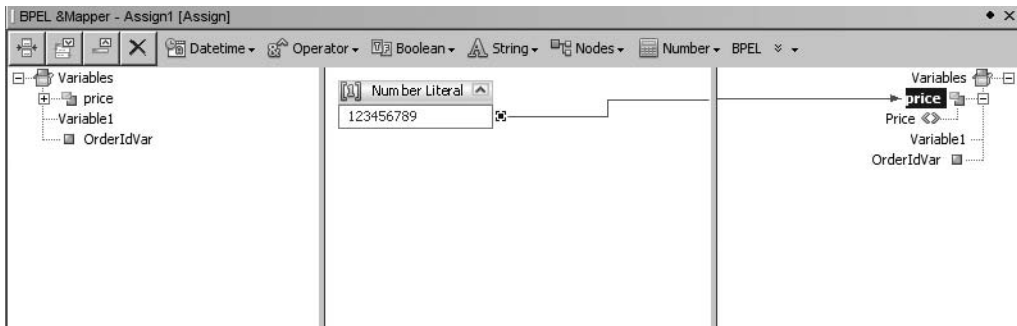 BPEL &Mapper - Assign1 [Assign]
Datetime Operator Boolean String Nodes Number BPEL
Variables
price
Variable1
OrderIdVar
[1] Number Literal
123456789
Variables
price
Price
Variable1
OrderIdVar